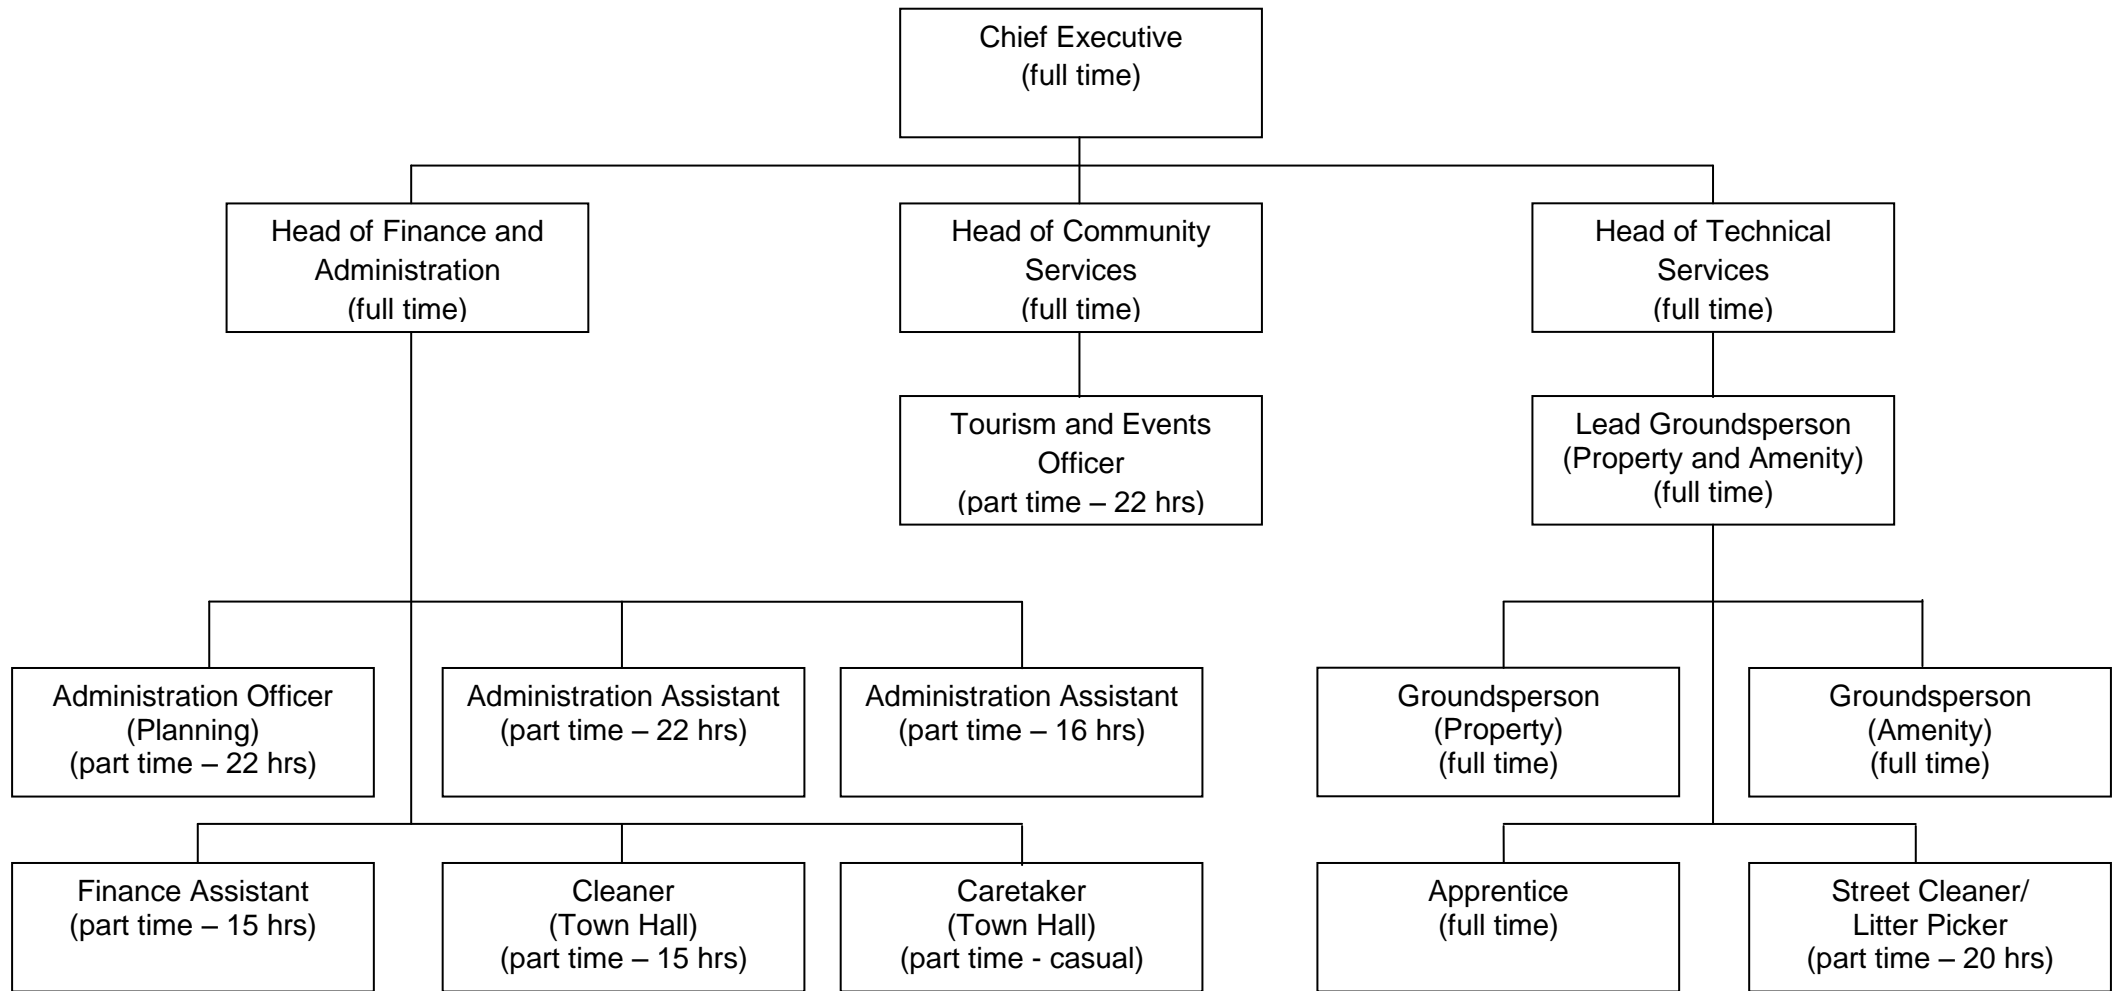 Chief Executive
(full time)
Head of Finance and
Administration
(full time)
Head of Community
Services
(full time)
Head of Technical
Services
(full time)
Tourism and Events
Officer
(part time – 22 hrs)
Lead Groundsperson
(Property and Amenity)
(full time)
Administration Officer
(Planning)
(part time – 22 hrs)
Administration Assistant
(part time – 22 hrs)
Administration Assistant
(part time – 16 hrs)
Groundsperson
(Property)
(full time)
Groundsperson
(Amenity)
(full time)
Finance Assistant
(part time – 15 hrs)
Cleaner
(Town Hall)
(part time – 15 hrs)
Caretaker
(Town Hall)
(part time - casual)
Apprentice
(full time)
Street Cleaner/
Litter Picker
(part time – 20 hrs)